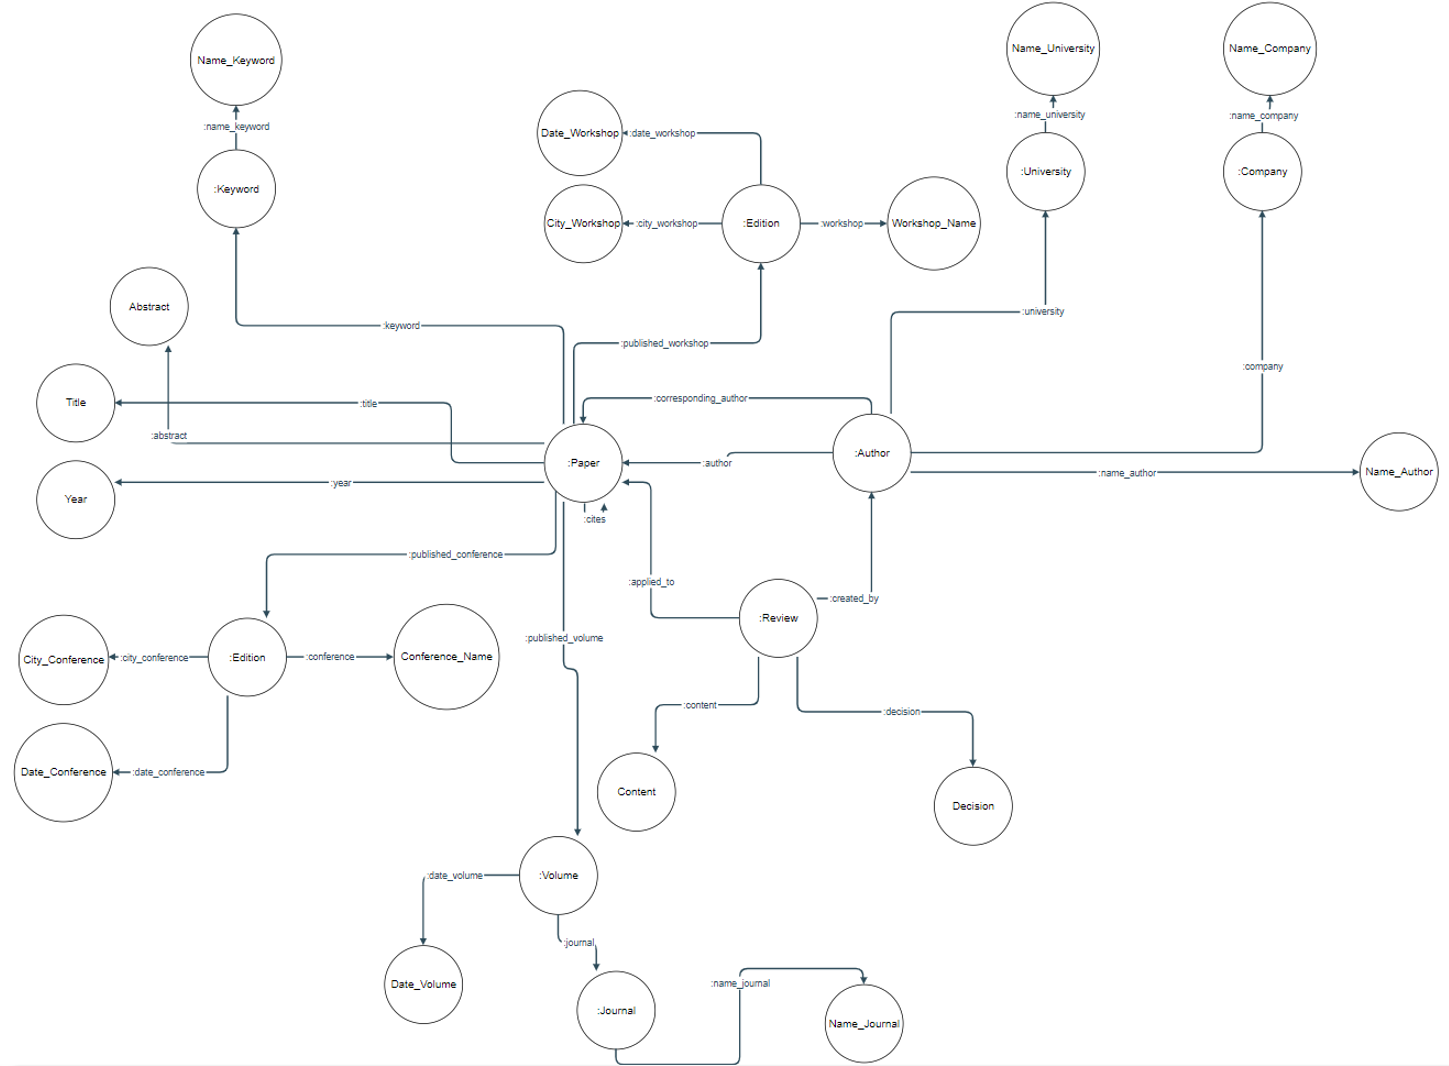 Name_Keyword
Name_University
Name_Company
:name_keyword
:name_university
:name_company
Date_Workshop
:date_workshop
:Keyword
:University
:Company
City_Workshop
:city_workshop
:Edition
:workshop
Workshop_Name
Abstract
:keyword
:university
:published_workshop
:company
Title
:title
:corresponding_author
:abstract
:Paper
:author
:Author
:name_author
Name_Author
Year
:year
:cites
:published_conference
:applied_to
:created_by
:Review
:published_volume
City_Conference
:city_conference
:Edition
:conference
Conference_Name
:content
:decision
Date_Conference
:date_conference
Content
Decision
:date_volume
:Volume
:journal
Date_Volume
:name_journal
:Journal
Name_Journal